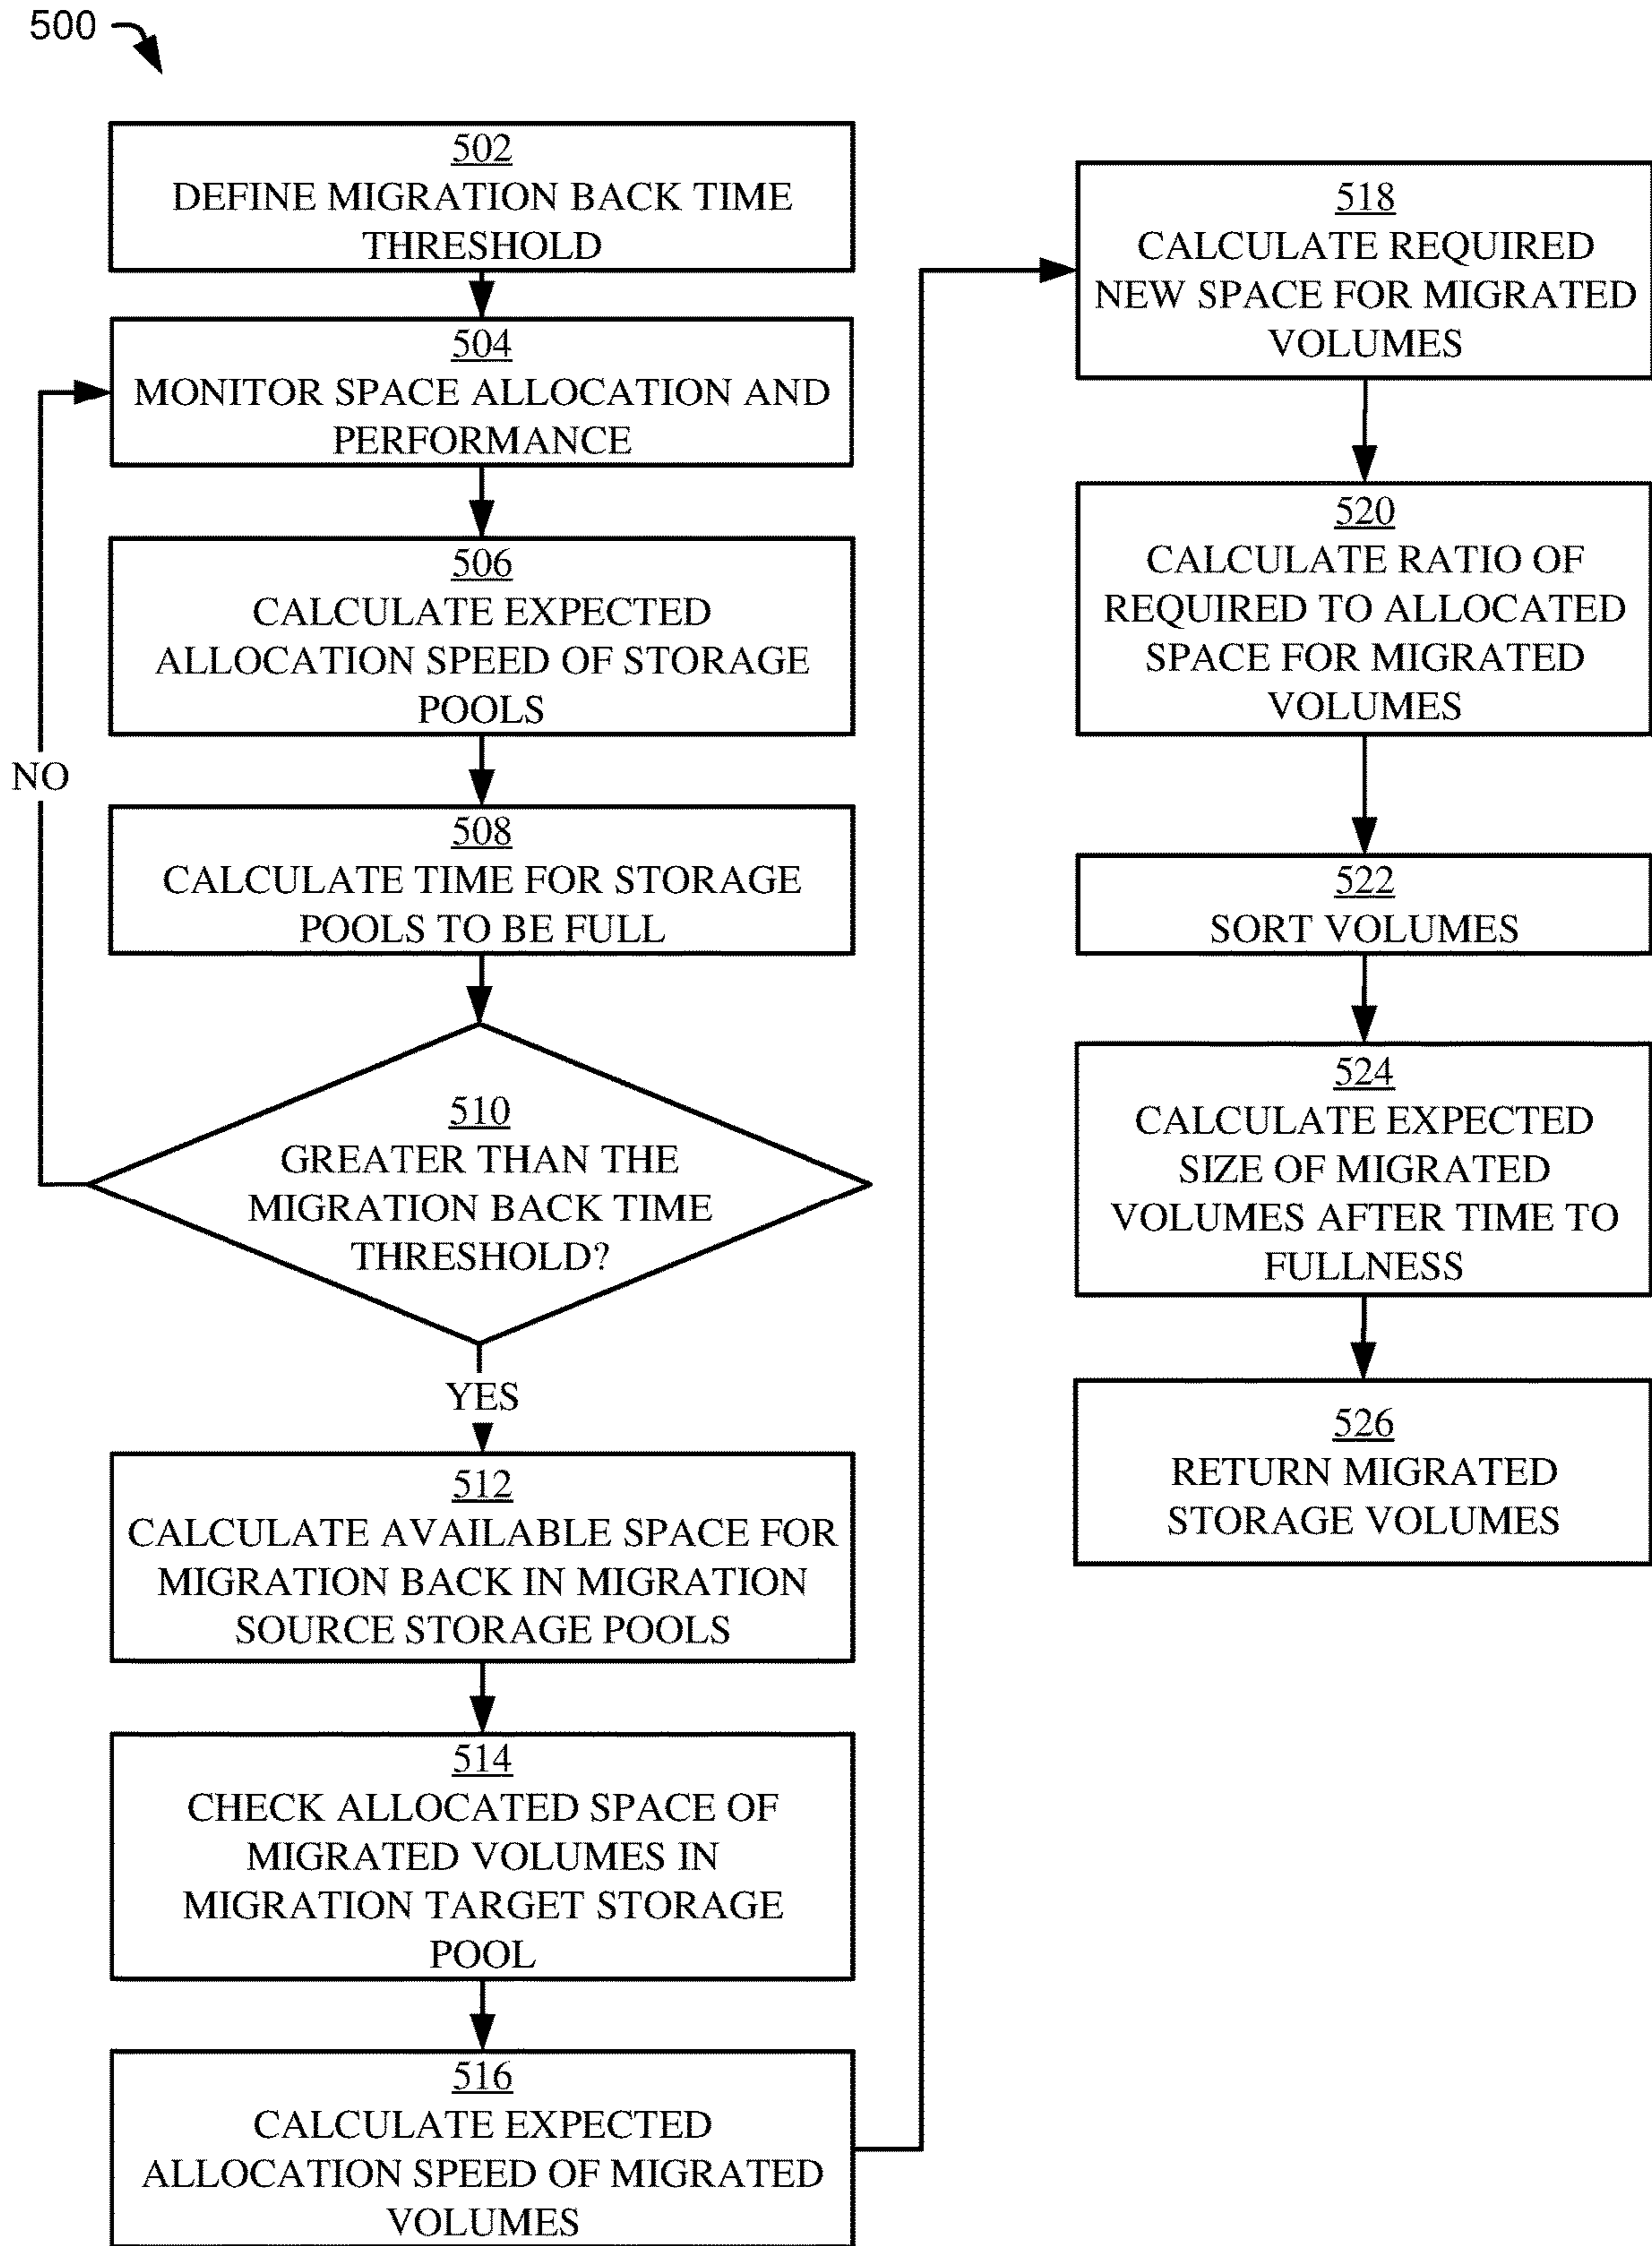 500
502
DEFINE MIGRATION BACK TIME
THRESHOLD
504
MONITOR SPACE ALLOCATION AND
PERFORMANCE
506
CALCULATE EXPECTED
ALLOCATION SPEED OF STORAGE
POOLS
NO
508
CALCULATE TIME FOR STORAGE
POOLS TO BE FULL
510
GREATER THAN THE
MIGRATION BACK TIME
THRESHOLD?
YES
512
CALCULATE AVAILABLE SPACE FOR
MIGRATION BACK IN MIGRATION
SOURCE STORAGE POOLS
514
CHECK ALLOCATED SPACE OF
MIGRATED VOLUMES IN
MIGRATION TARGET STORAGE
POOL
516
CALCULATE EXPECTED
ALLOCATION SPEED OF MIGRATED
VOLUMES
518
CALCULATE REQUIRED
NEW SPACE FOR MIGRATED
VOLUMES
520
CALCULATE RATIO OF
REQUIRED TO ALLOCATED
SPACE FOR MIGRATED
VOLUMES
522
SORT VOLUMES
524
CALCULATE EXPECTED
SIZE OF MIGRATED
VOLUMES AFTER TIME TO
FULLNESS
526
RETURN MIGRATED
STORAGE VOLUMES